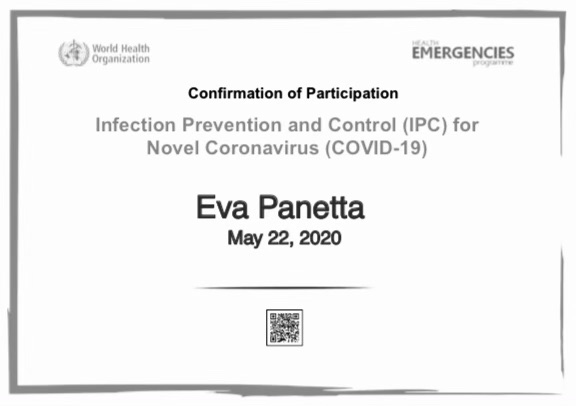 World Health
Organization
HEALTH
EMERGENCIES
programme
Confirmation of Participation
Infection Prevention and Control (IPC) for
Novel Coronavirus (COVID-19)
Eva Panetta
May 22, 2020